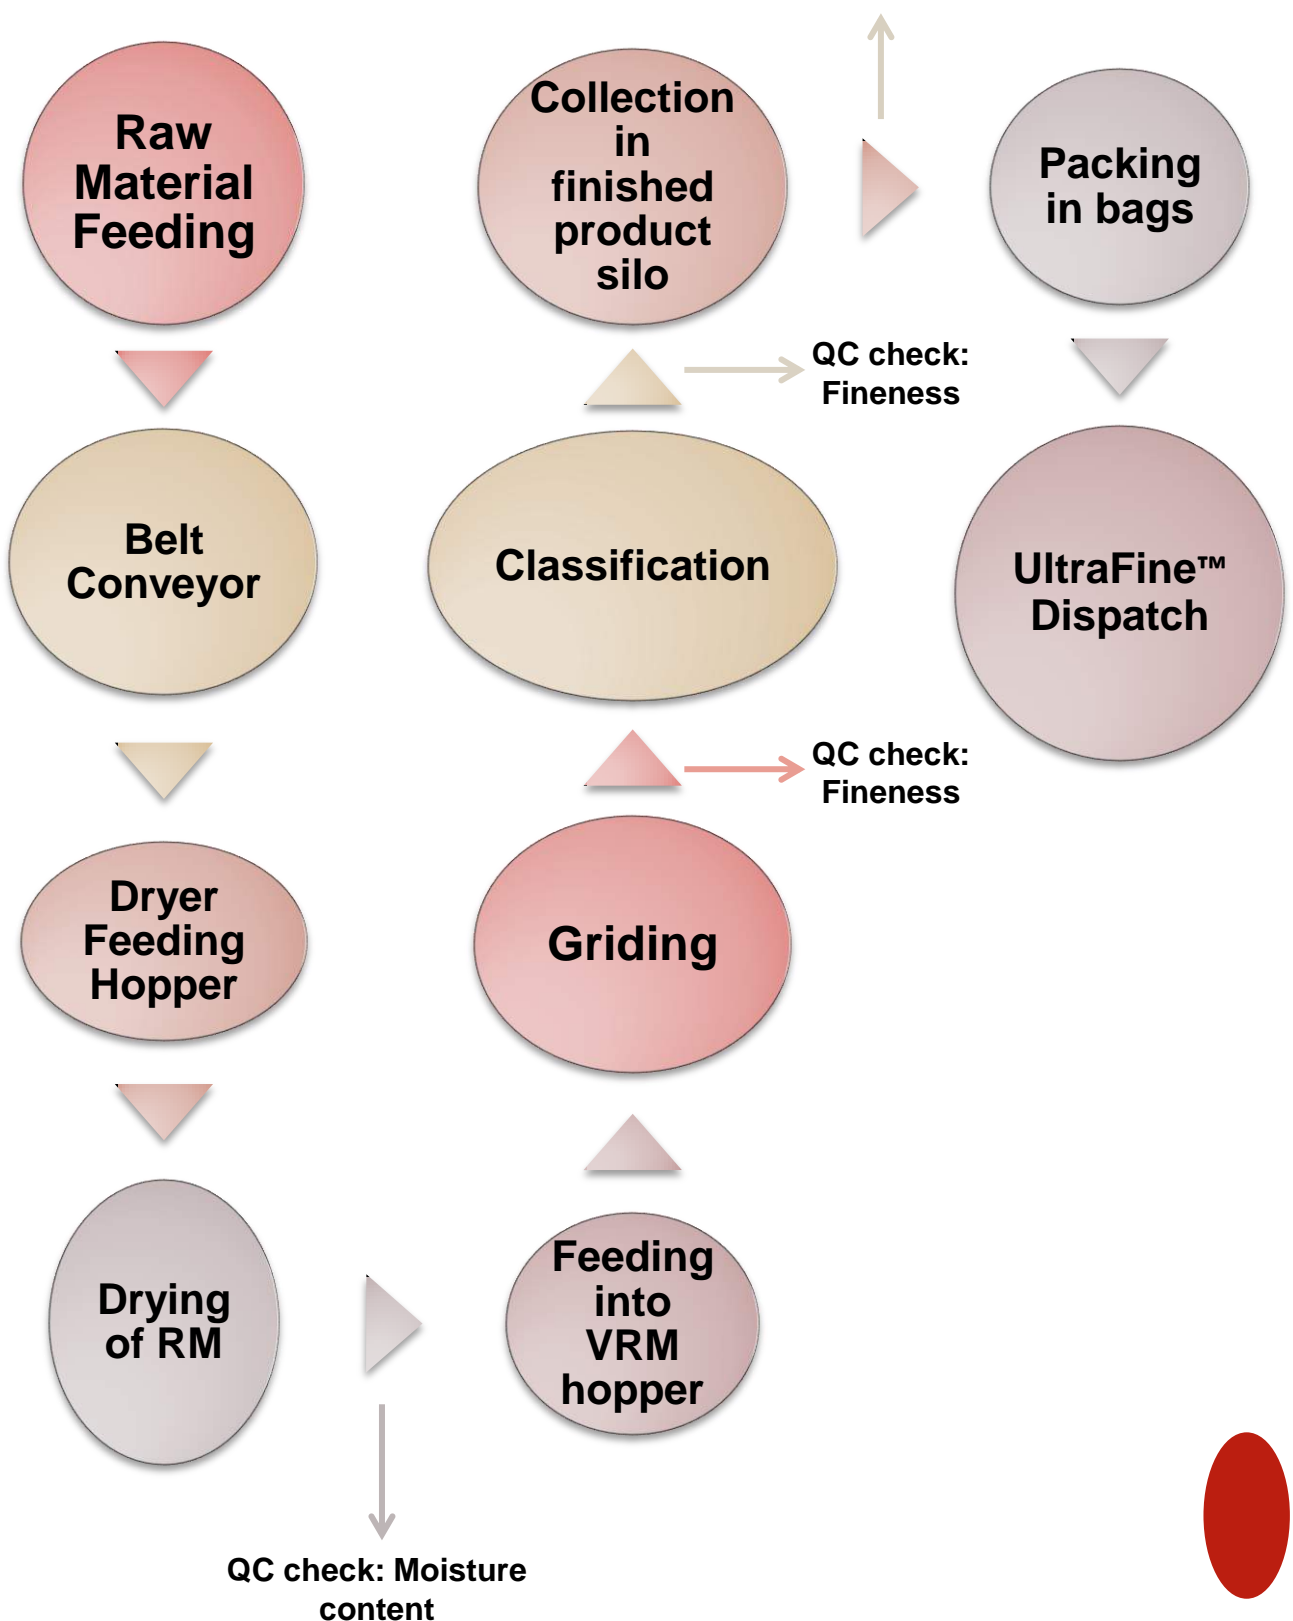 Raw
Material
Feeding
Belt
Conveyor
Dryer
Feeding
Hopper
Drying
of RM
QC check: Moisture
content
Feeding
into
VRM
hopper
Griding
QC check:
Fineness
Classification
QC check:
Fineness
Collection
in
finished
product
silo
Packing
in bags
UltraFine™
Dispatch